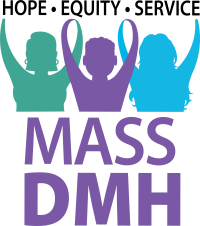 HOPE • EQUITY • SERVICE
MASS
DMH